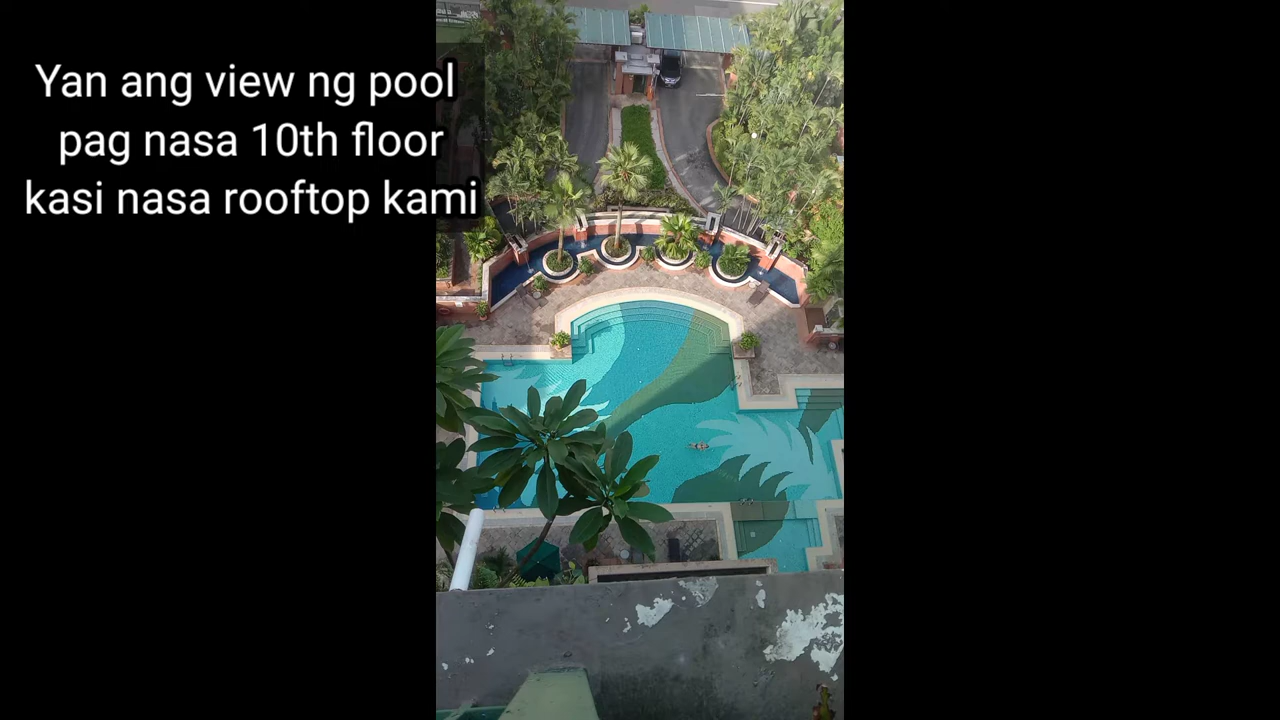 Yan ang view ng pool
pag nasa 10th floor
kasi nasa rooftop kami